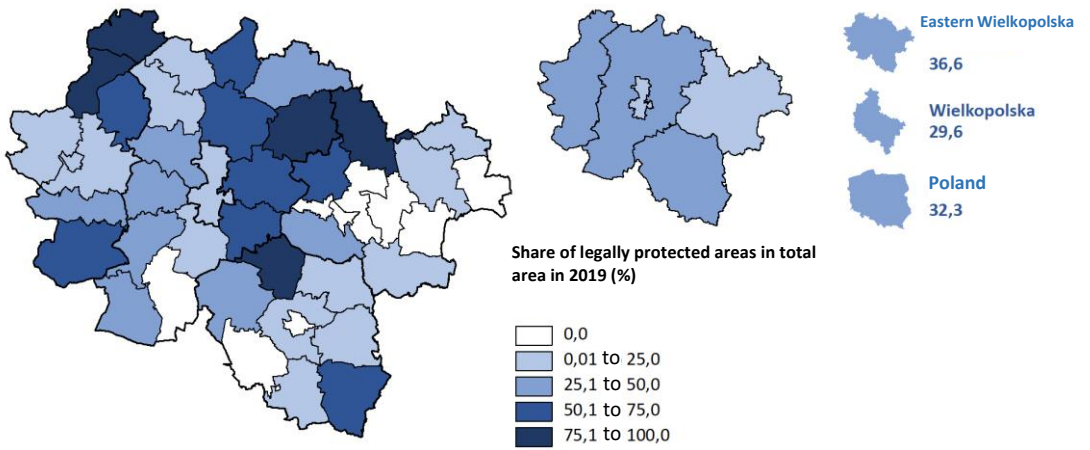 Eastern Wielkopolska
36,6
Wielkopolska
29,6
Poland
32,3
Share of legally protected areas in total
area in 2019 (%)
0,0
0,01 to 25,0
25,1 to 50,0
50,1 to 75,0
75,1 to 100,0